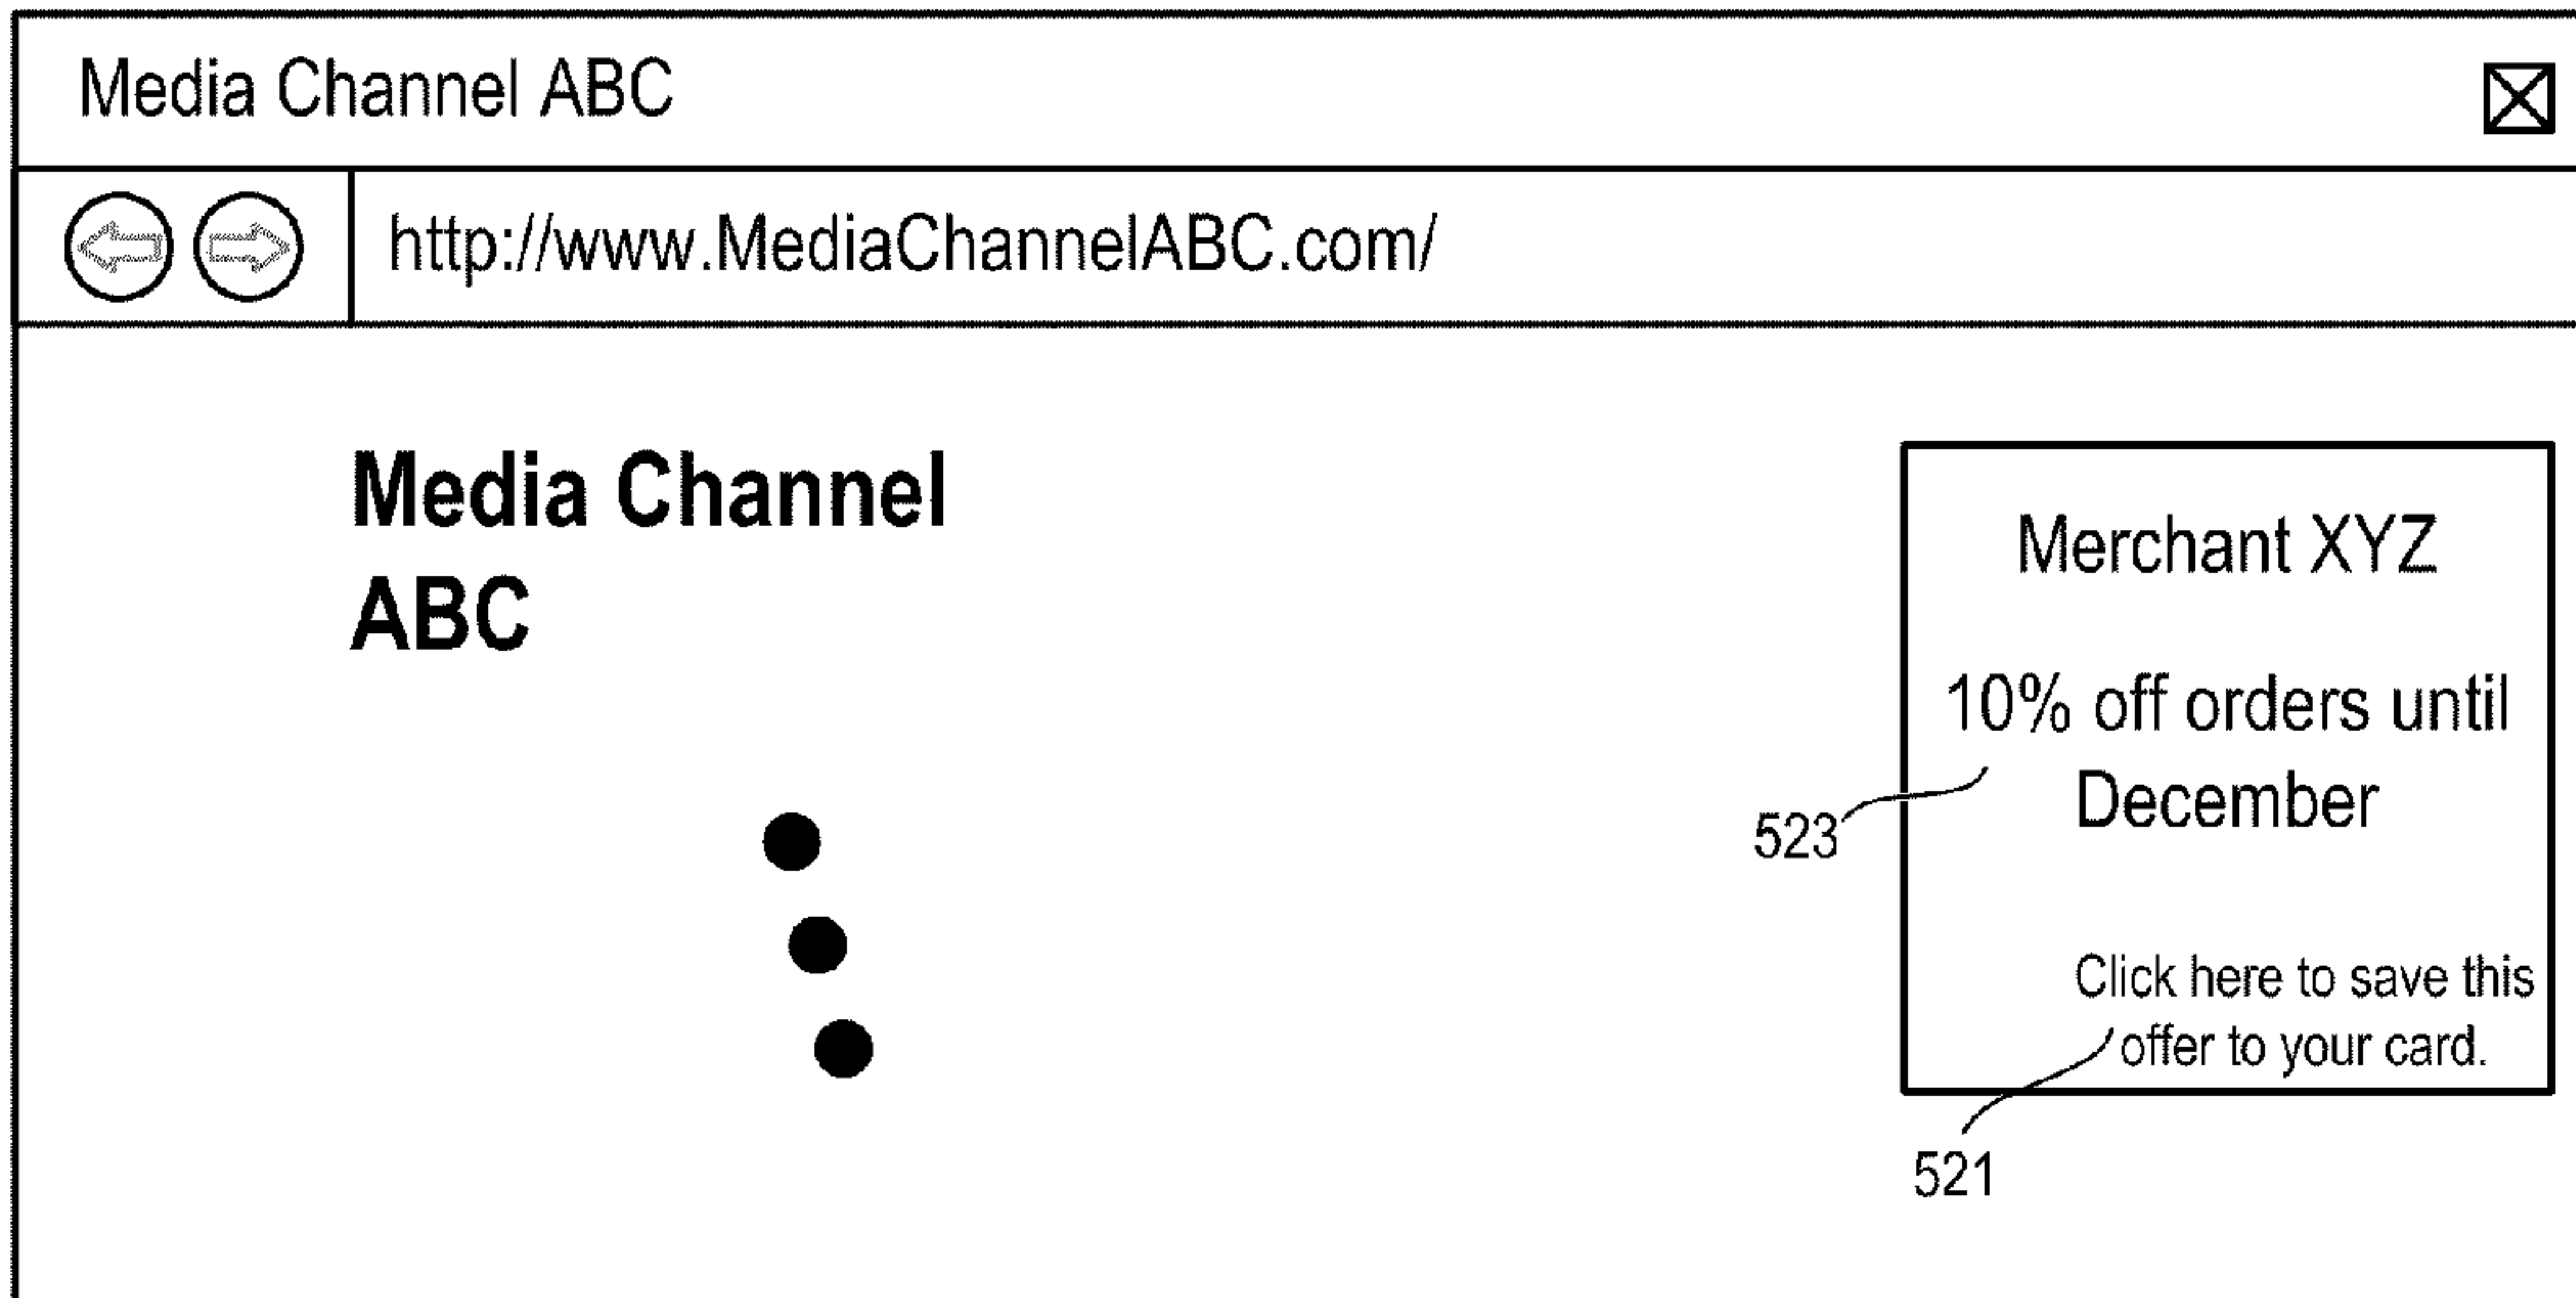 Media Channel ABC
http://www.MediaChannelABC.com/
Media Channel
ABC
Merchant XYZ
10% off orders until
December
523
Click here to save this
offer to your card.
521